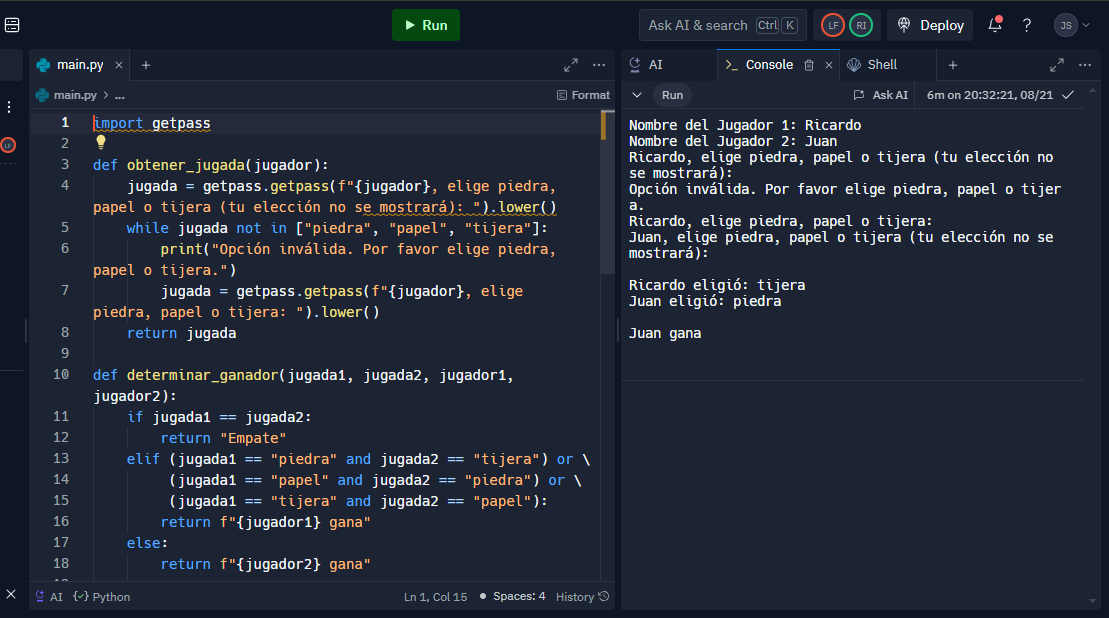 Run
Ask AI & search Ctrl K
LF
RI
Deploy
?
JS
main.py × +
main.py > ...
Format
LF
1 import getpass
2
3 def obtener_jugada(jugador):
4 jugada = getpass.getpass(f"{jugador}, elige piedra,
papel o tijera (tu elección no se mostrará): ").lower()
5 while jugada not in ["piedra", "papel", "tijera"]:
6 print("Opción inválida. Por favor elige piedra,
papel o tijera.")
7 jugada = getpass.getpass(f"{jugador}, elige
piedra, papel o tijera: ").lower()
8 return jugada
9
10 def determinar_ganador(jugada1, jugada2, jugador1,
jugador2):
11 if jugada1 == jugada2:
12 return "Empate"
13 elif (jugada1 == "piedra" and jugada2 == "tijera") or \
14 (jugada1 == "papel" and jugada2 == "piedra") or \
15 (jugada1 == "tijera" and jugada2 == "papel"):
16 return f"{jugador1} gana"
17 else:
18 return f"{jugador2} gana"
AI {✓} Python
Ln 1, Col 15 ● Spaces: 4 History
AI
>_ Console ×
Shell
+
Run
Ask AI
6m on 20:32:21, 08/21 ✓
Nombre del Jugador 1: Ricardo
Nombre del Jugador 2: Juan
Ricardo, elige piedra, papel o tijera (tu elección no
se mostrará):
Opción inválida. Por favor elige piedra, papel o tijer
a.
Ricardo, elige piedra, papel o tijera:
Juan, elige piedra, papel o tijera (tu elección no se
mostrará):
Ricardo eligió: tijera
Juan eligió: piedra
Juan gana